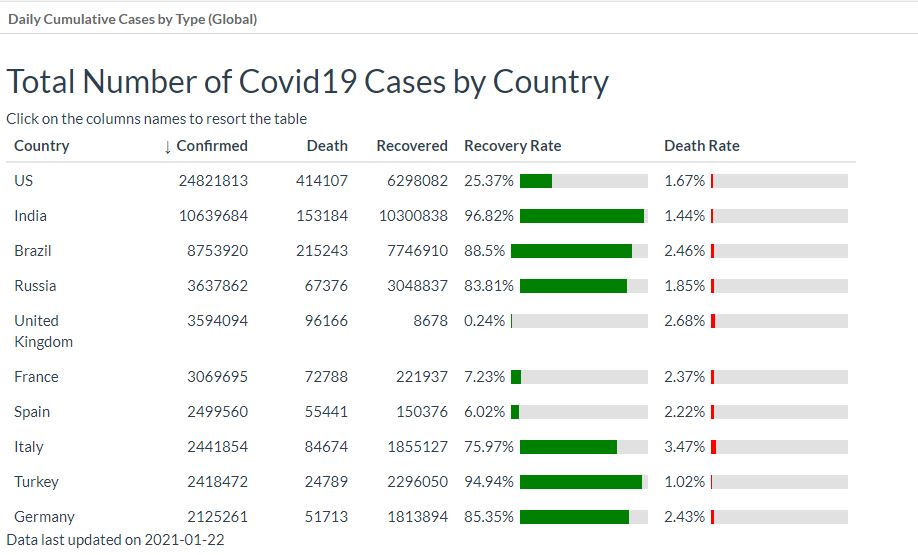 Daily Cumulative Cases by Type (Global)
Total Number of Covid19 Cases by Country
Click on the columns names to resort the table
Country ↓ Confirmed Death Recovered Recovery Rate Death Rate
US 24821813 414107 6298082 25.37% 1.67%
India 10639684 153184 10300838 96.82% 1.44%
Brazil 8753920 215243 7746910 88.5% 2.46%
Russia 3637862 67376 3048837 83.81% 1.85%
United 3594094 96166 8678 0.24% 2.68%
Kingdom
France 3069695 72788 221937 7.23% 2.37%
Spain 2499560 55441 150376 6.02% 2.22%
Italy 2441854 84674 1855127 75.97% 3.47%
Turkey 2418472 24789 2296050 94.94% 1.02%
Germany 2125261 51713 1813894 85.35% 2.43%
Data last updated on 2021-01-22